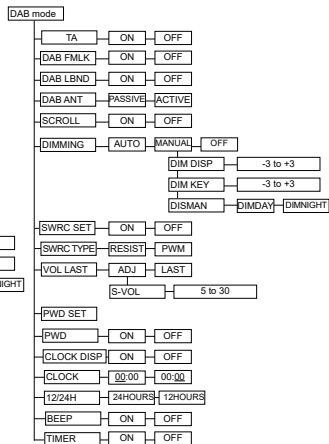 DAB mode
TA ON OFF
DAB FMLK ON OFF
DAB LBND ON OFF
DAB ANT PASSIVE ACTIVE
SCROLL ON OFF
DIMMING AUTO MANUAL OFF
DIM DISP -3 to +3
DIM KEY -3 to +3
DISMAN DIMDAY DIMNIGHT
SWRC SET ON OFF
SWRC TYPE RESIST PWM
VOL LAST ADJ LAST
IGHT
S-VOL 5 to 30
PWD SET
PWD ON OFF
CLOCK DISP ON OFF
CLOCK 00:00 00:00
12/24H 24HOURS 12HOURS
BEEP ON OFF
TIMER ON OFF